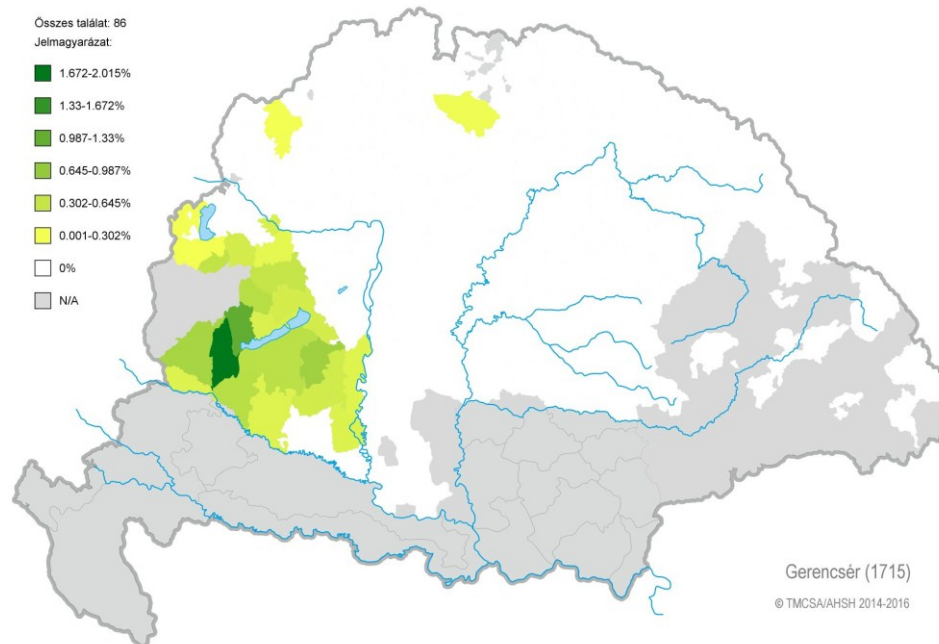 Összes találat: 86
Jelmagyarázat:
1.672-2.015%
1.33-1.672%
0.987-1.33%
0.645-0.987%
0.302-0.645%
0.001-0.302%
0%
N/A
Gerencsér (1715)
© TMCSA/AHSH 2014-2016